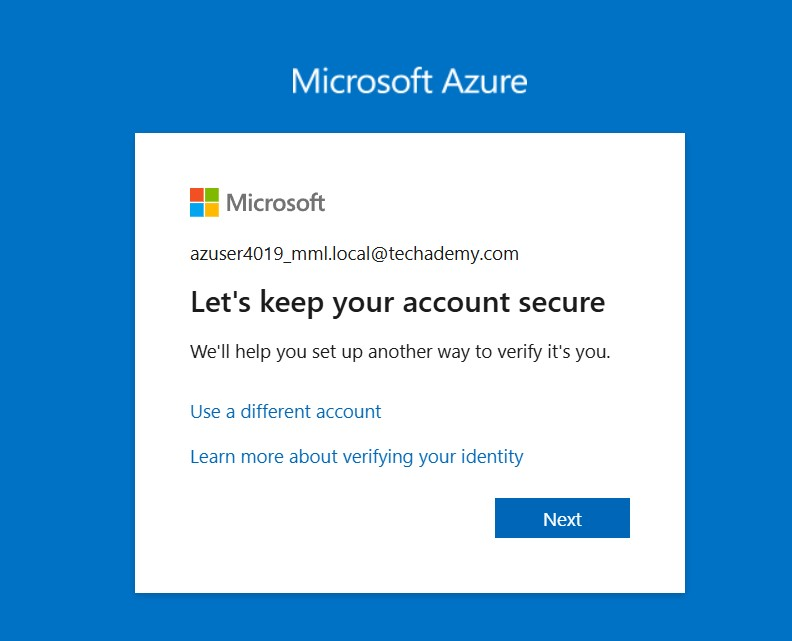 Microsoft Azure
Microsoft
azuser4019_mml.local@techademy.com
Let's keep your account secure
We'll help you set up another way to verify it's you.
Use a different account
Learn more about verifying your identity
Next